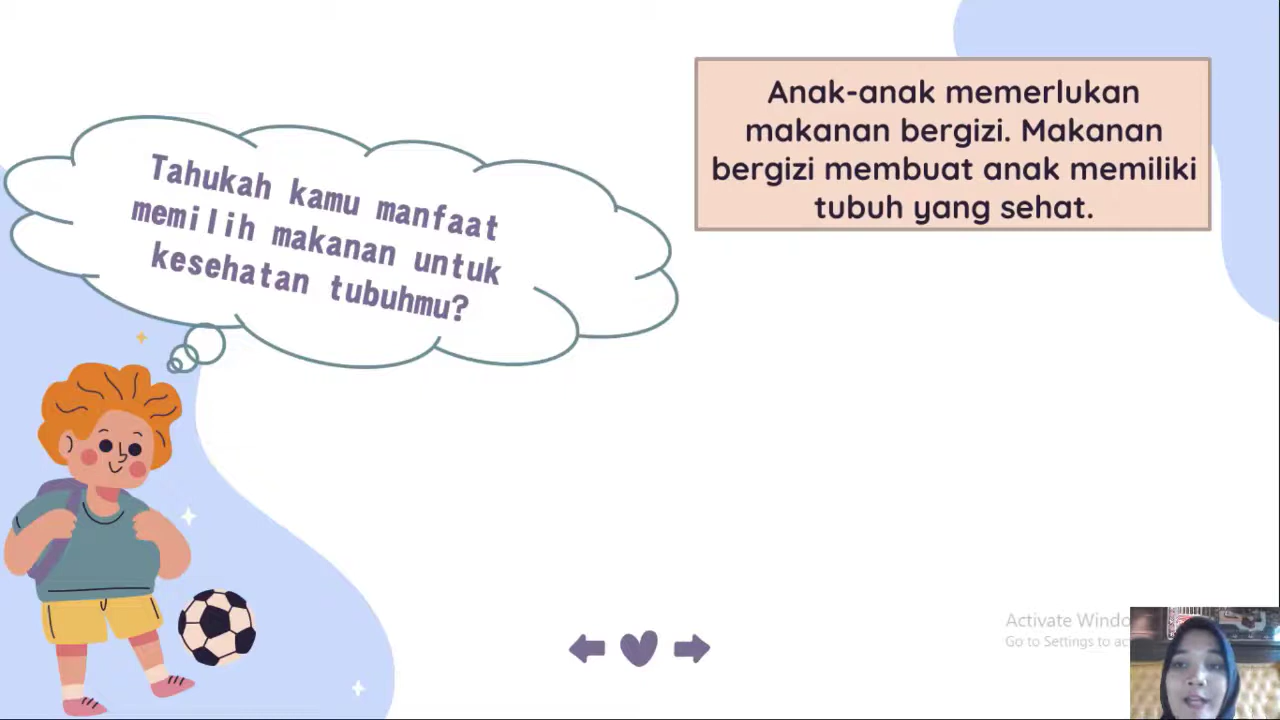 Tahukah kamu manfaat
memilih makanan untuk
kesehatan tubuhmu?
Anak-anak memerlukan
makanan bergizi. Makanan
bergizi membuat anak memiliki
tubuh yang sehat.
Activate Windo
Go to Settings to ac